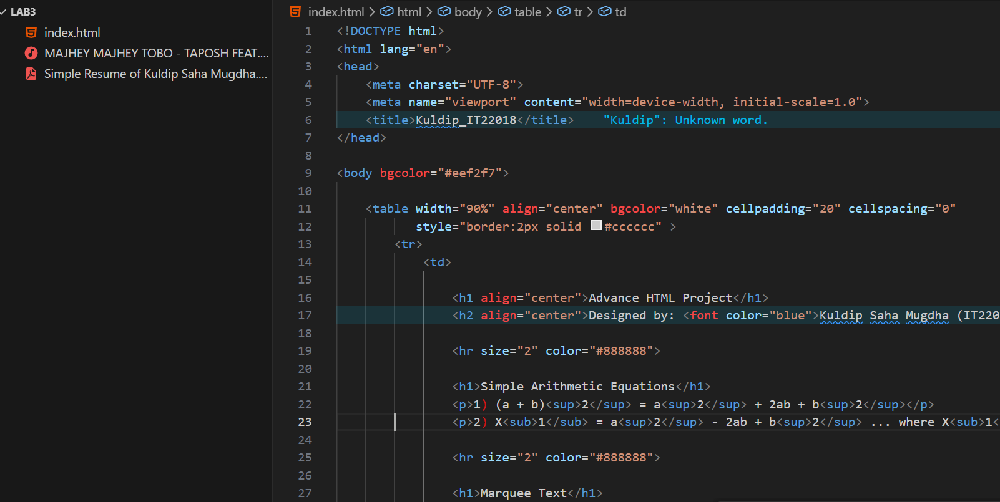 LAB3
index.html
MAJHEY MAJHEY TOBO - TAPOSH FEAT....
Simple Resume of Kuldip Saha Mugdha....
index.html > html > body > table > tr > td
1 <!DOCTYPE html>
2 <html lang="en">
3 <head>
4 <meta charset="UTF-8">
5 <meta name="viewport" content="width=device-width, initial-scale=1.0">
6 <title>Kuldip_IT22018</title> "Kuldip": Unknown word.
7 </head>
8
9 <body bgcolor="#eef2f7">
10
11 <table width="90%" align="center" bgcolor="white" cellpadding="20" cellspacing="0"
12 style="border:2px solid #cccccc" >
13 <tr>
14 <td>
15
16 <h1 align="center">Advance HTML Project</h1>
17 <h2 align="center">Designed by: <font color="blue">Kuldip Saha Mugdha (IT220
18
19 <hr size="2" color="#888888">
20
21 <h1>Simple Arithmetic Equations</h1>
22 <p>1) (a + b)<sup>2</sup> = a<sup>2</sup> + 2ab + b<sup>2</sup></p>
23 <p>2) X<sub>1</sub> = a<sup>2</sup> - 2ab + b<sup>2</sup> ... where X<sub>1<
24
25 <hr size="2" color="#888888">
26
27 <h1>Marquee Text</h1>